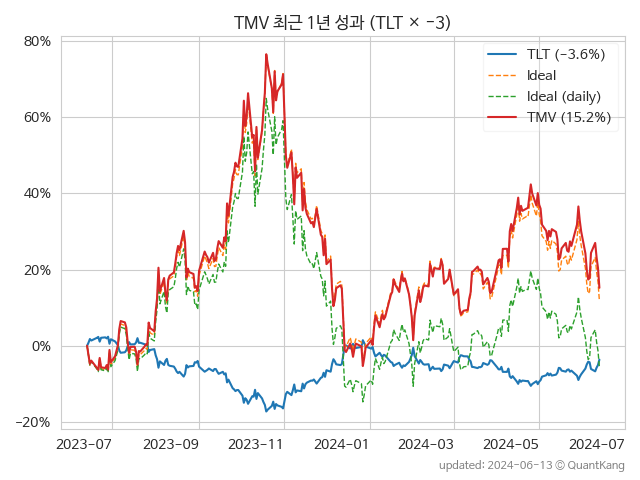 TMV 최근 1년 성과 (TLT × −3)
80%
60%
40%
20%
0%
−20%
TLT (−3.6%)
Ideal
Ideal (daily)
TMV (15.2%)
2023-07
2023-09
2023-11
2024-01
2024-03
2024-05
2024-07
updated: 2024-06-13 © QuantKang